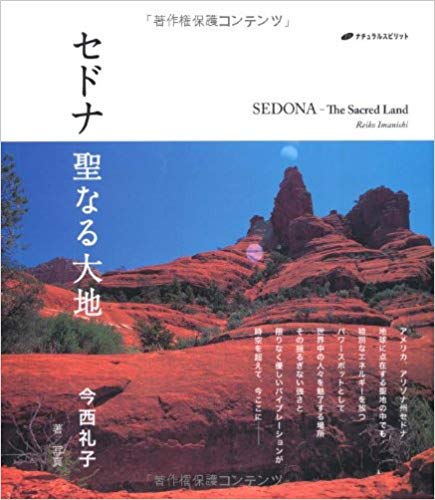 「著作権保護コンテンツ」
ナチュラルスピリット
SEDONA – The Sacred Land
Reiko Imanishi
セドナ 聖なる大地
今西礼子
著 写真
アメリカ、アリゾナ州セドナ
地球に点在する聖地の中でも
特別なエネルギーを放つ
パワースポットとして
世界中の人々を魅了する場所
その揺るぎない強さと
限りなく優しいバイブレーションが
時空を超えて、今ここに――
「著作権保護コンテンツ」